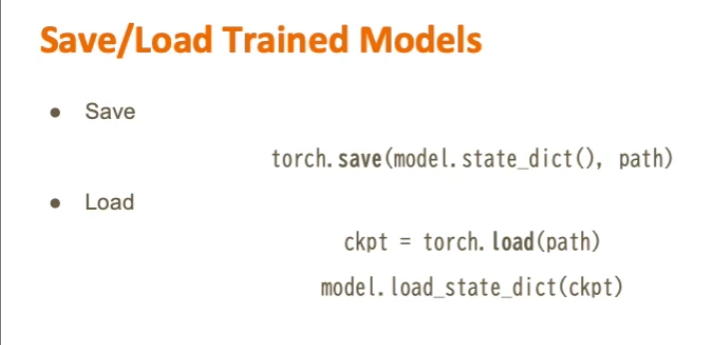 Save/Load Trained Models
● Save
torch.save(model.state_dict(), path)
● Load
ckpt = torch.load(path)
model.load_state_dict(ckpt)